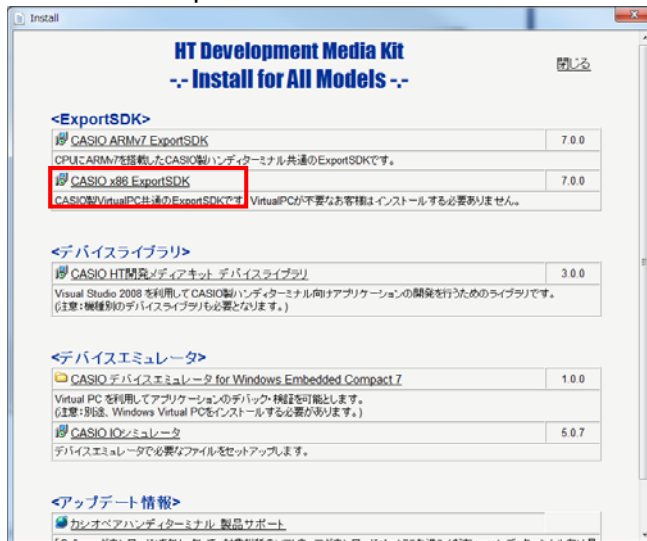 Install
HT Development Media Kit
-.- Install for All Models -.-
閉じる
<ExportSDK>
CASIO ARMv7 ExportSDK 7.0.0
CPUにARMv7を搭載したCASIO製ハンディターミナル共通のExportSDKです。
CASIO x86 ExportSDK 7.0.0
CASIO製VirtualPC共通のExportSDKです。VirtualPCが不要なお客様はインストールする必要ありません。
<デバイスライブラリ>
CASIO HT開発メディアキット デバイスライブラリ 3.0.0
Visual Studio 2008 を利用してCASIO製ハンディターミナル向けアプリケーションの開発を行うためのライブラリです。
(注意：機種別のデバイスライブラリも必要となります。)
<デバイスエミュレータ>
CASIO デバイスエミュレータ for Windows Embedded Compact 7 1.0.0
Virtual PC を利用してアプリケーションのデバック・検証を可能とします。
(注意：別途、Windows Virtual PCをインストールする必要があります。)
CASIO IOシミュレータ 5.0.7
デバイスエミュレータで必要なファイルをセットアップします。
<アップデート情報>
カシオペアハンディターミナル 製品サポート